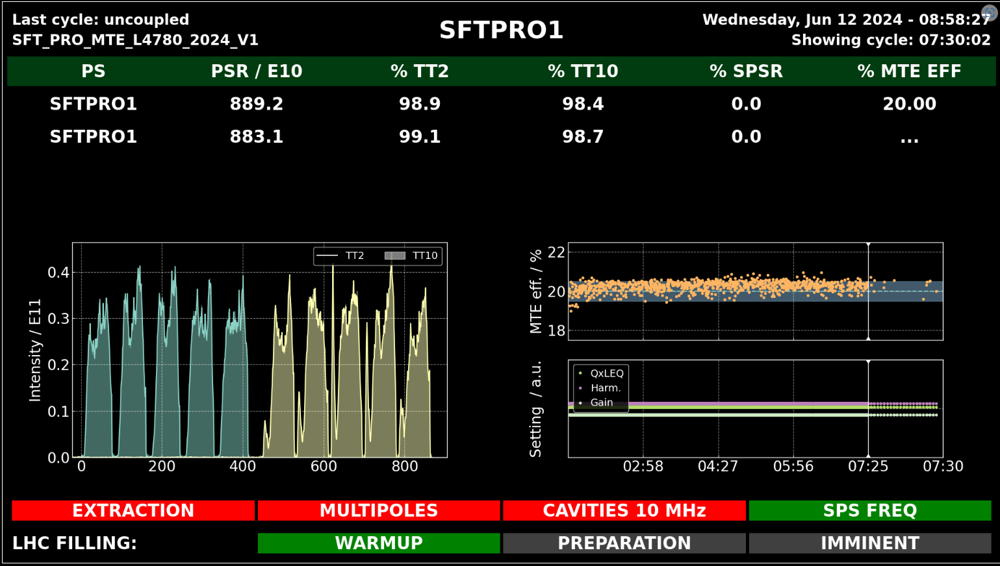 Last cycle: uncoupled
SFT_PRO_MTE_L4780_2024_V1
SFTPRO1
Wednesday, Jun 12 2024 - 08:58:27
Showing cycle: 07:30:02
PS PSR / E10 % TT2 % TT10 % SPSR % MTE EFF
SFTPRO1 889.2 98.9 98.4 0.0 20.00
SFTPRO1 883.1 99.1 98.7 0.0 ...
Intensity / E11
0.4
0.3
0.2
0.1
0.0
0 200 400 600 800
TT2 TT10
MTE eff. / %
22
20
18
Setting / a.u.
QxLEQ
Harm.
Gain
02:58 04:27 05:56 07:25 07:30
EXTRACTION MULTIPOLES CAVITIES 10 MHz SPS FREQ
LHC FILLING: WARMUP PREPARATION IMMINENT